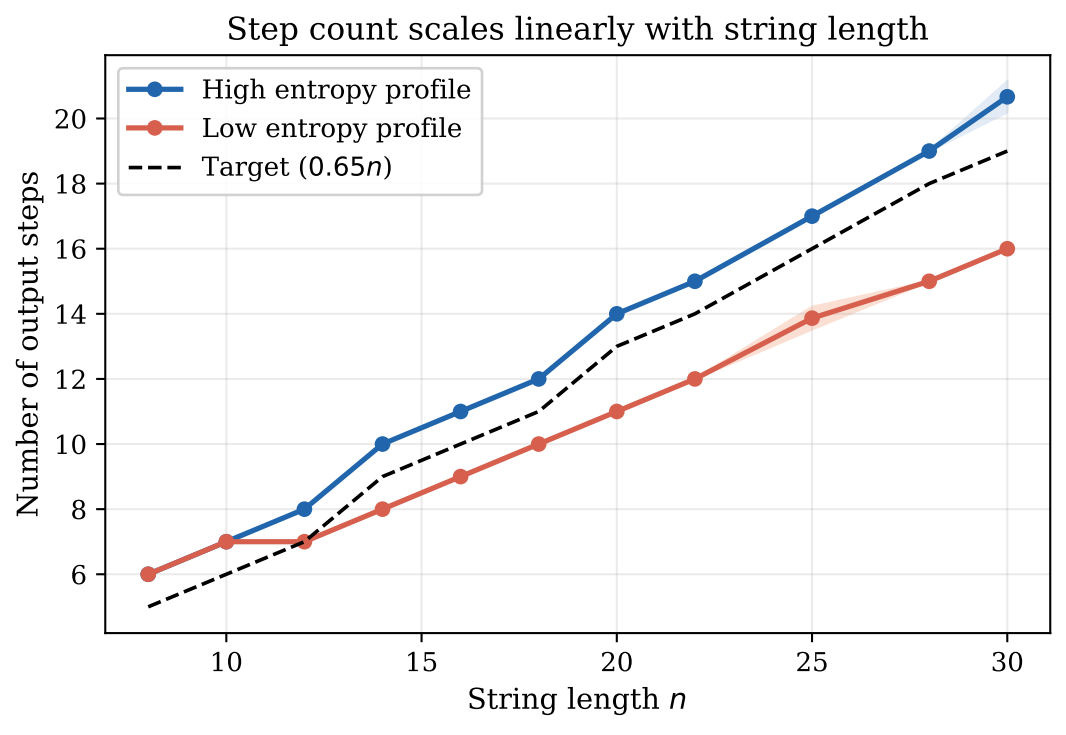 Step count scales linearly with string length
High entropy profile
Low entropy profile
Target (0.65n)
Number of output steps
20
18
16
14
12
10
8
6
10 15 20 25 30
String length n